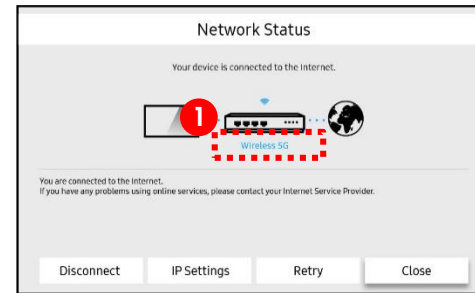 Network Status
Your device is connected to the Internet.
1
Wireless 5G
You are connected to the Internet.
If you have any problems using online services, please contact your Internet Service Provider.
Disconnect
IP Settings
Retry
Close